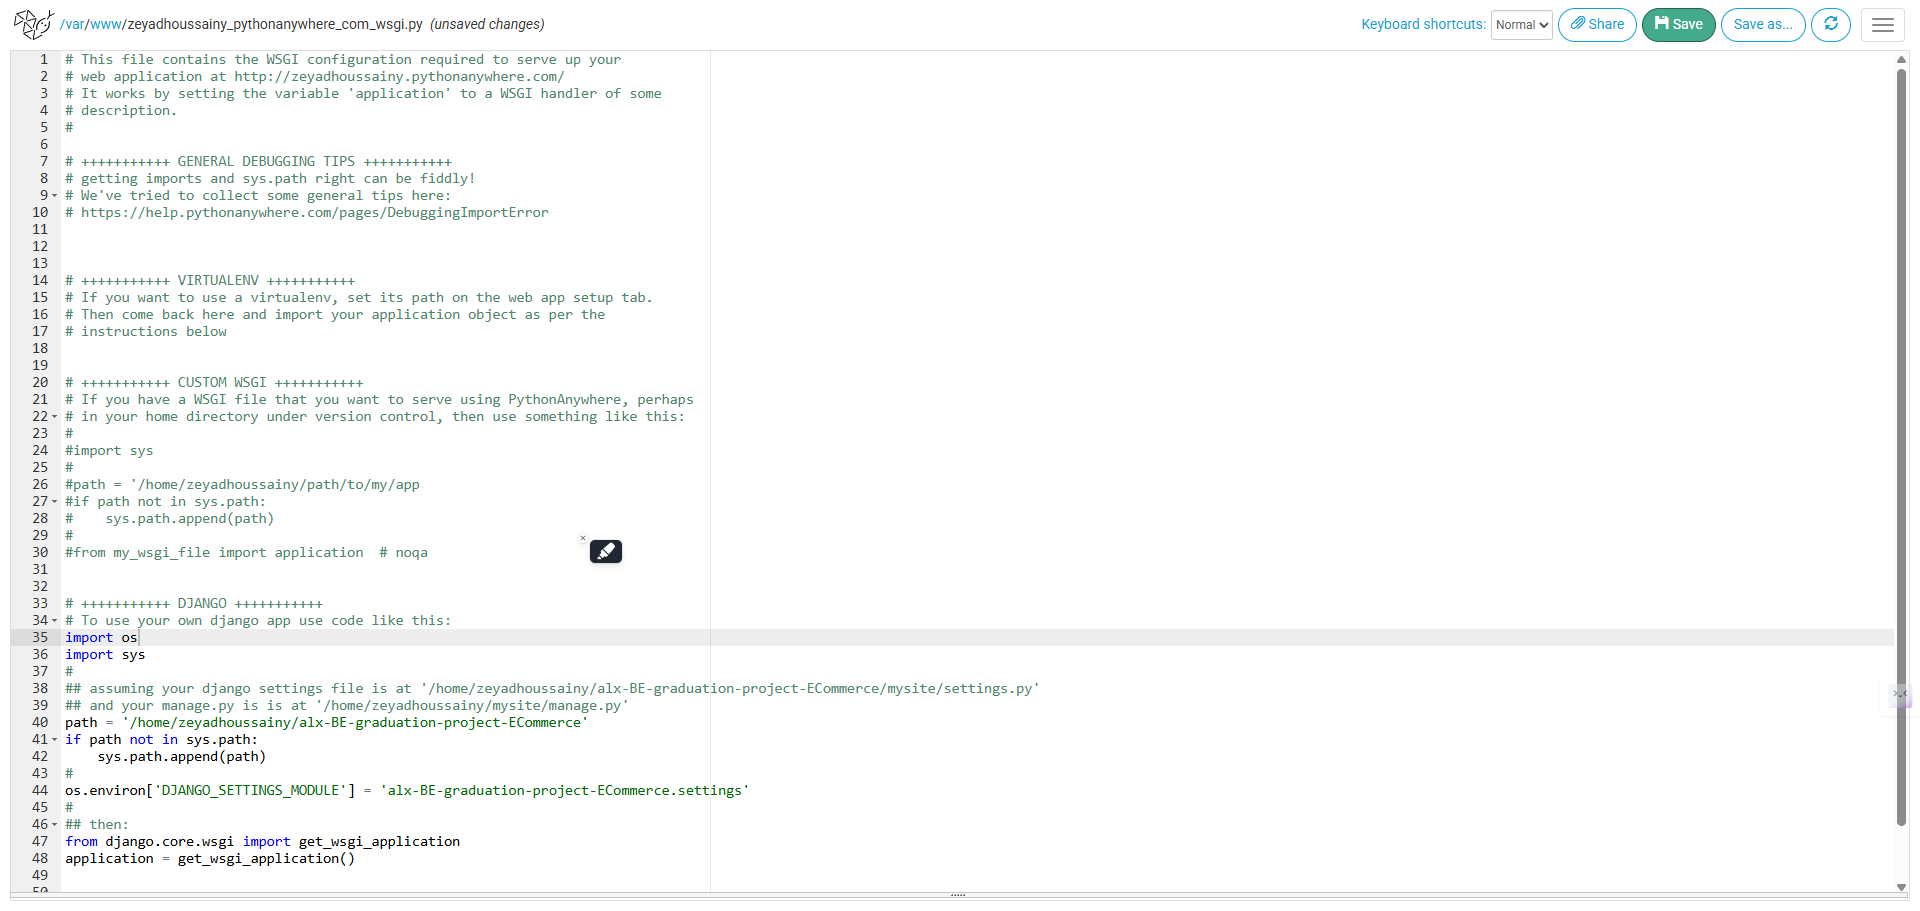 /var/www/zeyadhoussainy_pythonanywhere_com_wsgi.py (unsaved changes)
Keyboard shortcuts: Normal Share Save Save as...
1 # This file contains the WSGI configuration required to serve up your
2 # web application at http://zeyadhoussainy.pythonanywhere.com/
3 # It works by setting the variable 'application' to a WSGI handler of some
4 # description.
5 #
6
7 # +++++++++++ GENERAL DEBUGGING TIPS +++++++++++
8 # getting imports and sys.path right can be fiddly!
9 # We've tried to collect some general tips here:
10 # https://help.pythonanywhere.com/pages/DebuggingImportError
11
12
13
14 # +++++++++++ VIRTUALENV +++++++++++
15 # If you want to use a virtualenv, set its path on the web app setup tab.
16 # Then come back here and import your application object as per the
17 # instructions below
18
19
20 # +++++++++++ CUSTOM WSGI +++++++++++
21 # If you have a WSGI file that you want to serve using PythonAnywhere, perhaps
22 # in your home directory under version control, then use something like this:
23 #
24 #import sys
25 #
26 #path = '/home/zeyadhoussainy/path/to/my/app
27 #if path not in sys.path:
28 #    sys.path.append(path)
29 #
30 #from my_wsgi_file import application  # noqa
31
32
33 # +++++++++++ DJANGO +++++++++++
34 # To use your own django app use code like this:
35 import os
36 import sys
37 #
38 ## assuming your django settings file is at '/home/zeyadhoussainy/alx-BE-graduation-project-ECommerce/mysite/settings.py'
39 ## and your manage.py is is at '/home/zeyadhoussainy/mysite/manage.py'
40 path = '/home/zeyadhoussainy/alx-BE-graduation-project-ECommerce'
41 if path not in sys.path:
42     sys.path.append(path)
43 #
44 os.environ['DJANGO_SETTINGS_MODULE'] = 'alx-BE-graduation-project-ECommerce.settings'
45 #
46 ## then:
47 from django.core.wsgi import get_wsgi_application
48 application = get_wsgi_application()
49
50